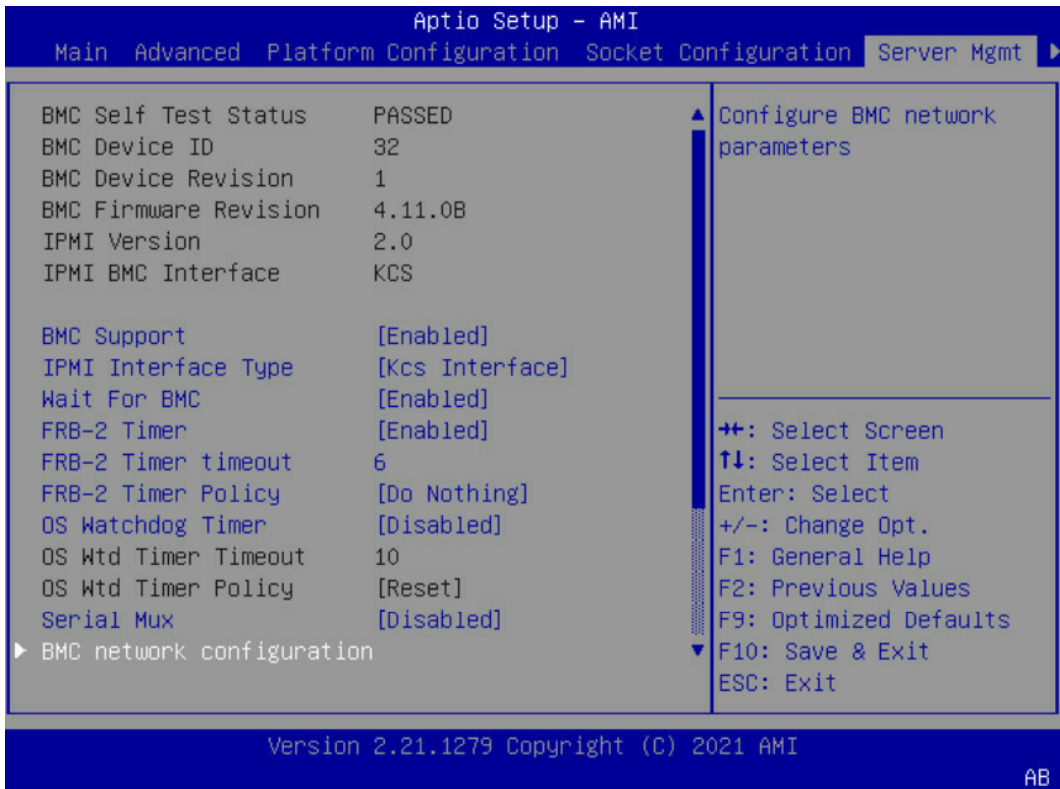 Aptio Setup – AMI
Main Advanced Platform Configuration Socket Configuration Server Mgmt
BMC Self Test Status PASSED
BMC Device ID 32
BMC Device Revision 1
BMC Firmware Revision 4.11.0B
IPMI Version 2.0
IPMI BMC Interface KCS
BMC Support [Enabled]
IPMI Interface Type [Kcs Interface]
Wait For BMC [Enabled]
FRB-2 Timer [Enabled]
FRB-2 Timer timeout 6
FRB-2 Timer Policy [Do Nothing]
OS Watchdog Timer [Disabled]
OS Wtd Timer Timeout 10
OS Wtd Timer Policy [Reset]
Serial Mux [Disabled]
BMC network configuration
Configure BMC network
parameters
→←: Select Screen
↑↓: Select Item
Enter: Select
+/-: Change Opt.
F1: General Help
F2: Previous Values
F9: Optimized Defaults
F10: Save & Exit
ESC: Exit
Version 2.21.1279 Copyright (C) 2021 AMI
AB